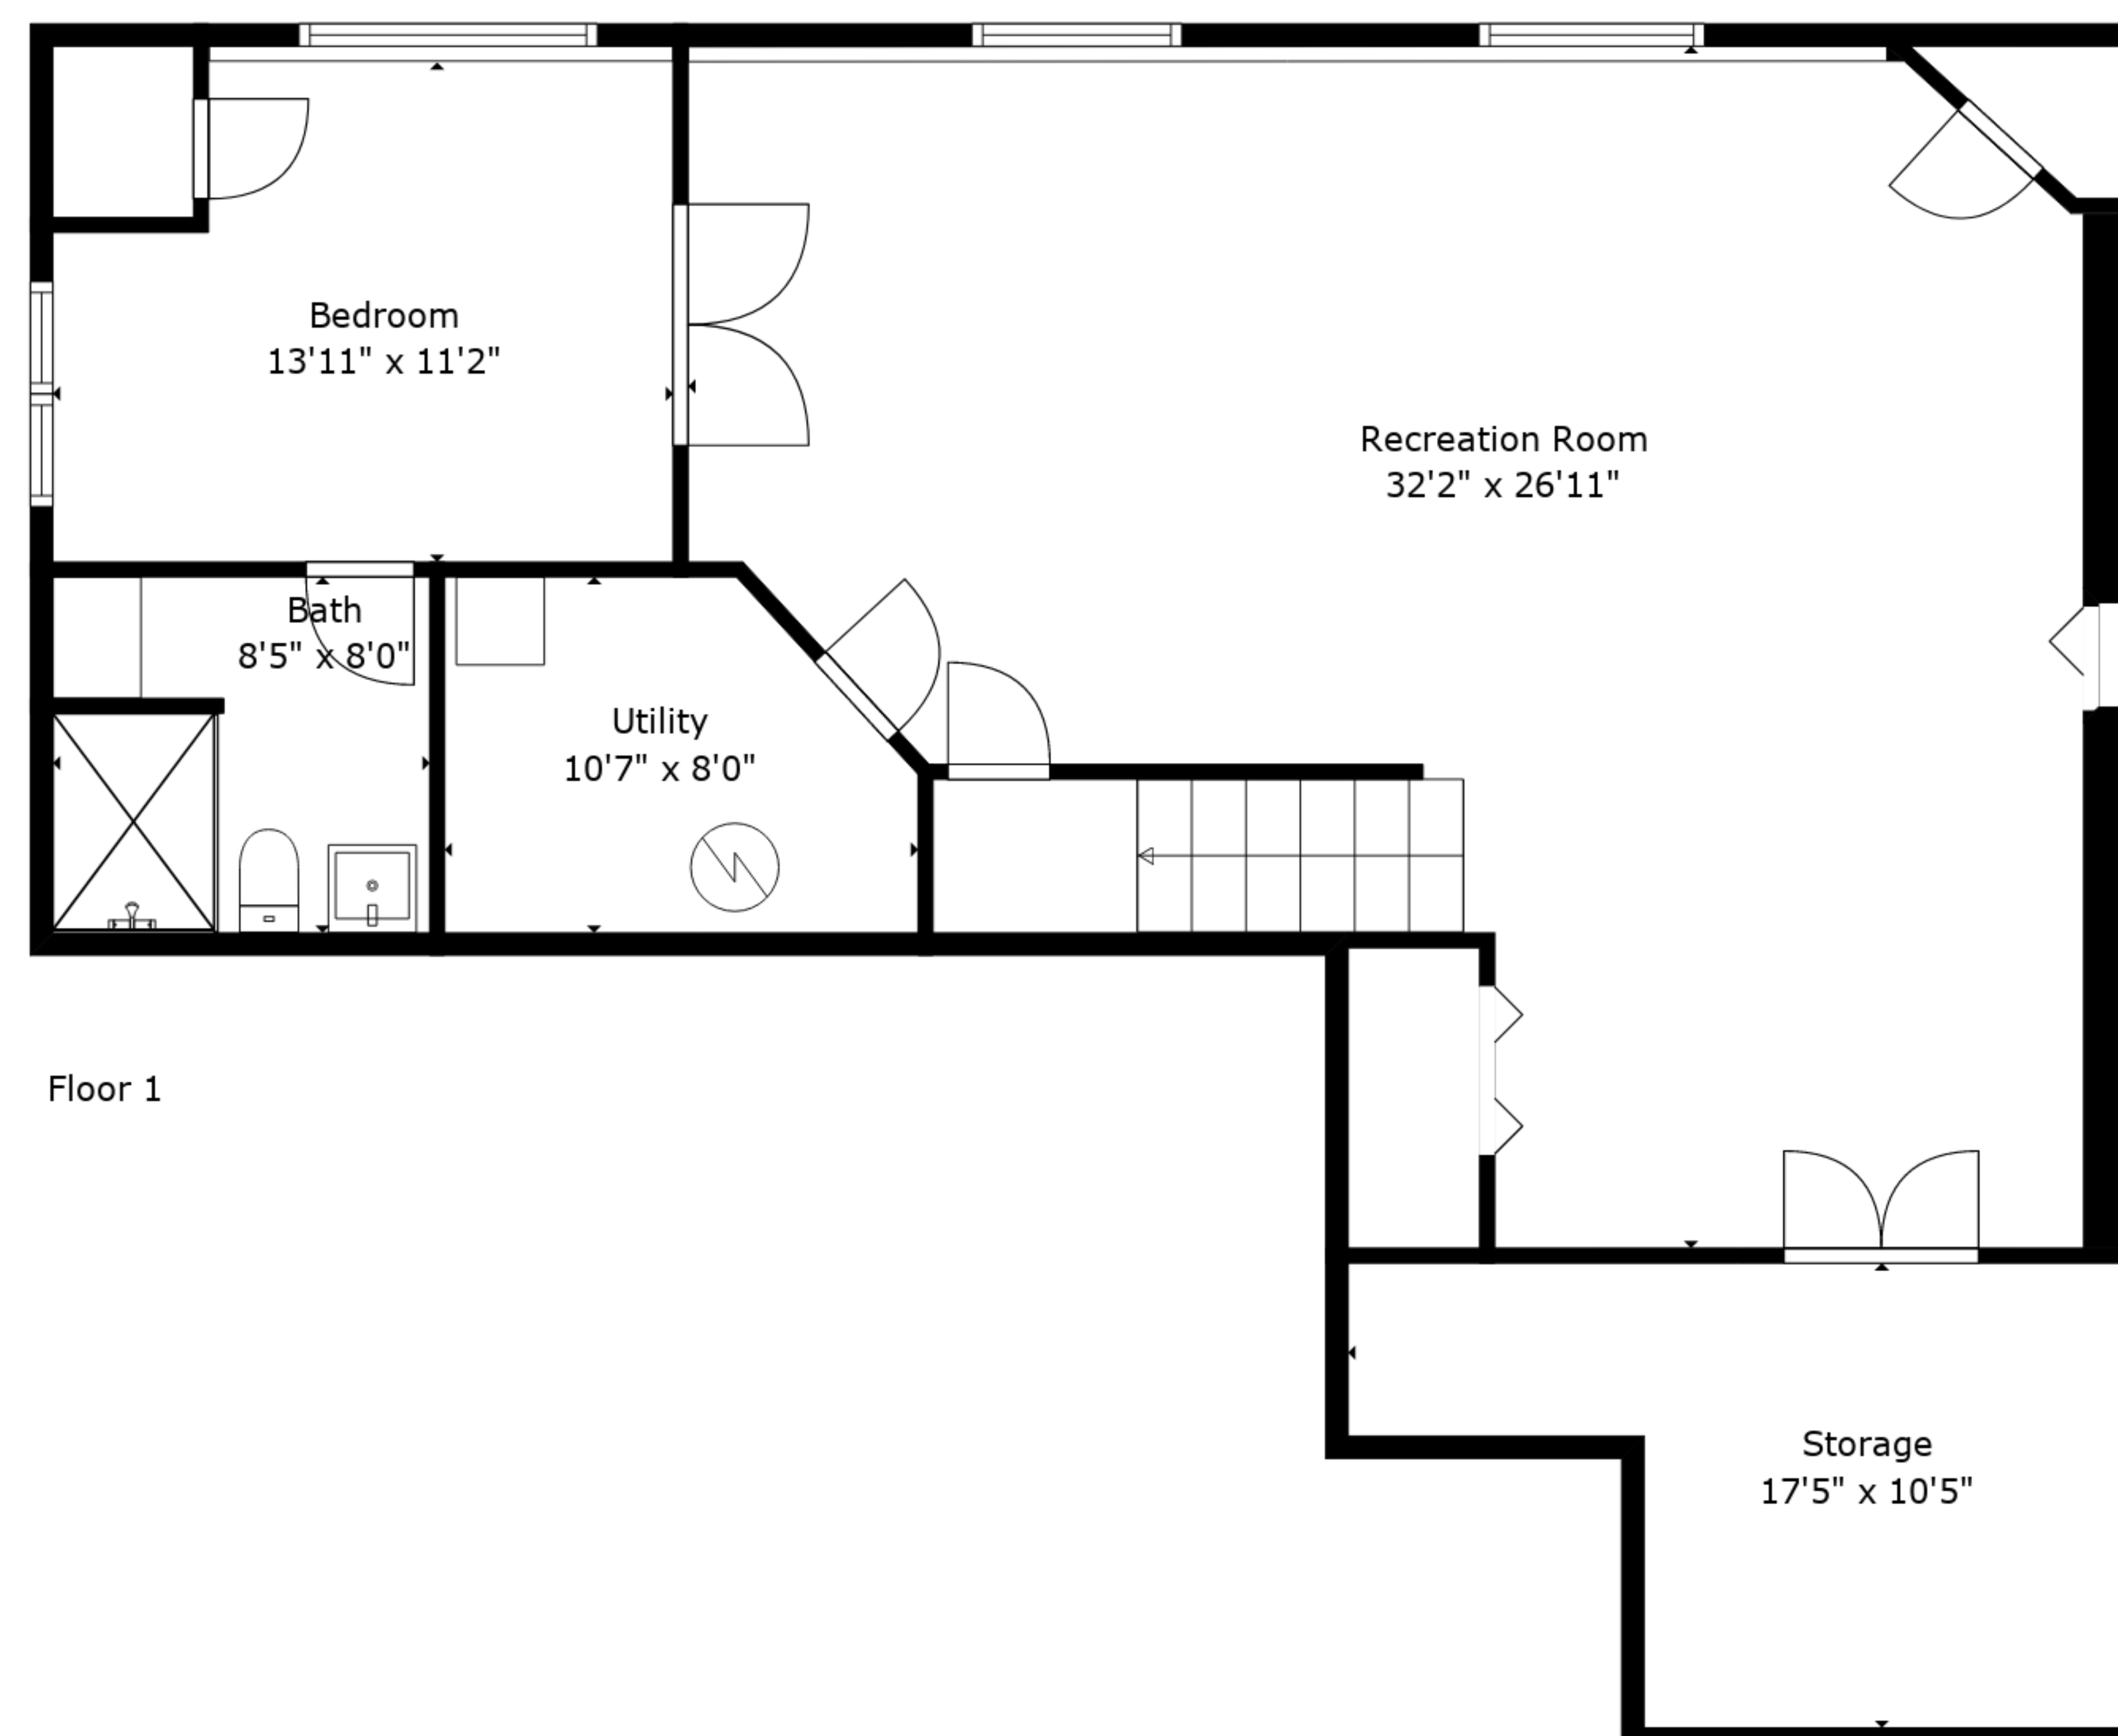 Bedroom
13'11" x 11'2"
Recreation Room
32'2" x 26'11"
Bath
8'5" x 8'0"
Utility
10'7" x 8'0"
Floor 1
Storage
17'5" x 10'5"